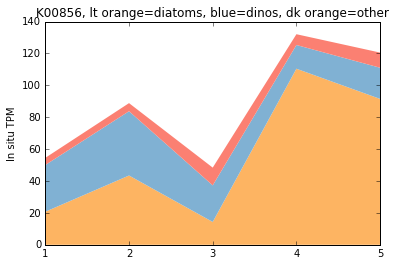 K00856, lt orange=diatoms, blue=dinos, dk orange=other
140
120
100
80
60
40
20
0
In situ TPM
1 2 3 4 5